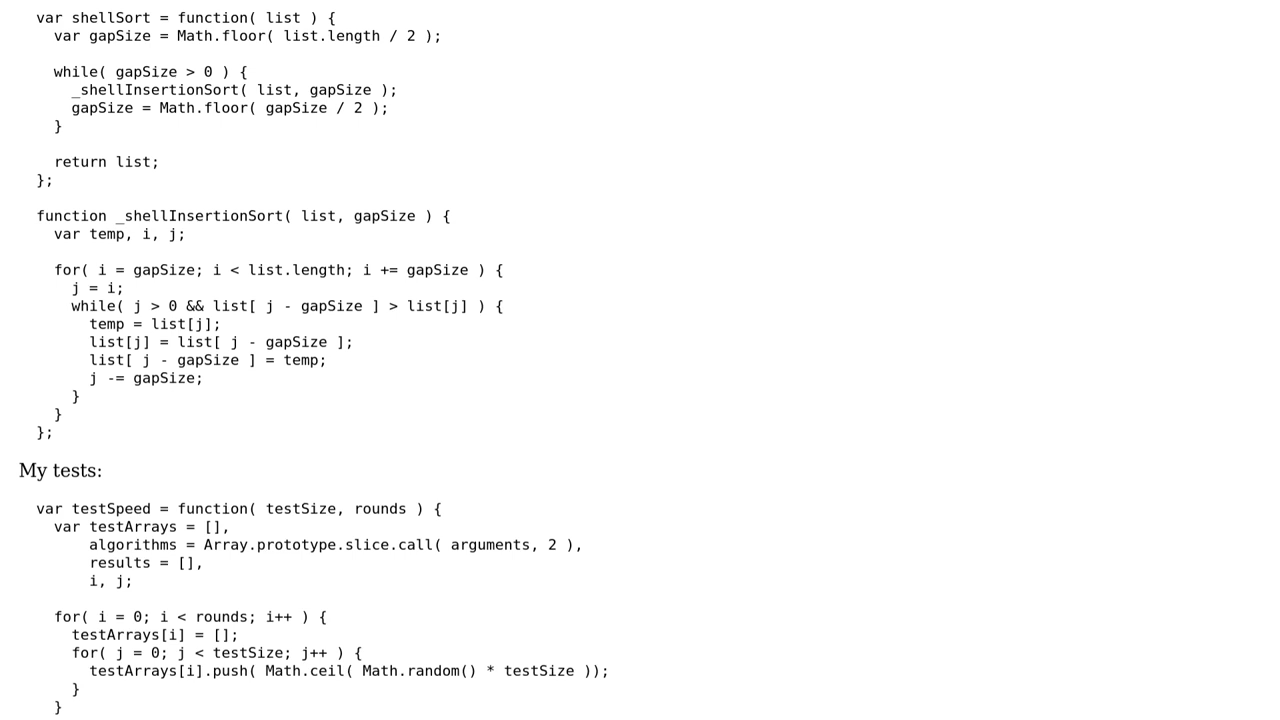 var shellSort = function( list ) {
  var gapSize = Math.floor( list.length / 2 );

  while( gapSize > 0 ) {
    _shellInsertionSort( list, gapSize );
    gapSize = Math.floor( gapSize / 2 );
  }

  return list;
};

function _shellInsertionSort( list, gapSize ) {
  var temp, i, j;

  for( i = gapSize; i < list.length; i += gapSize ) {
    j = i;
    while( j > 0 && list[ j - gapSize ] > list[j] ) {
      temp = list[j];
      list[j] = list[ j - gapSize ];
      list[ j - gapSize ] = temp;
      j -= gapSize;
    }
  }
};
My tests:
var testSpeed = function( testSize, rounds ) {
  var testArrays = [],
      algorithms = Array.prototype.slice.call( arguments, 2 ),
      results = [],
      i, j;

  for( i = 0; i < rounds; i++ ) {
    testArrays[i] = [];
    for( j = 0; j < testSize; j++ ) {
      testArrays[i].push( Math.ceil( Math.random() * testSize ));
    }
  }